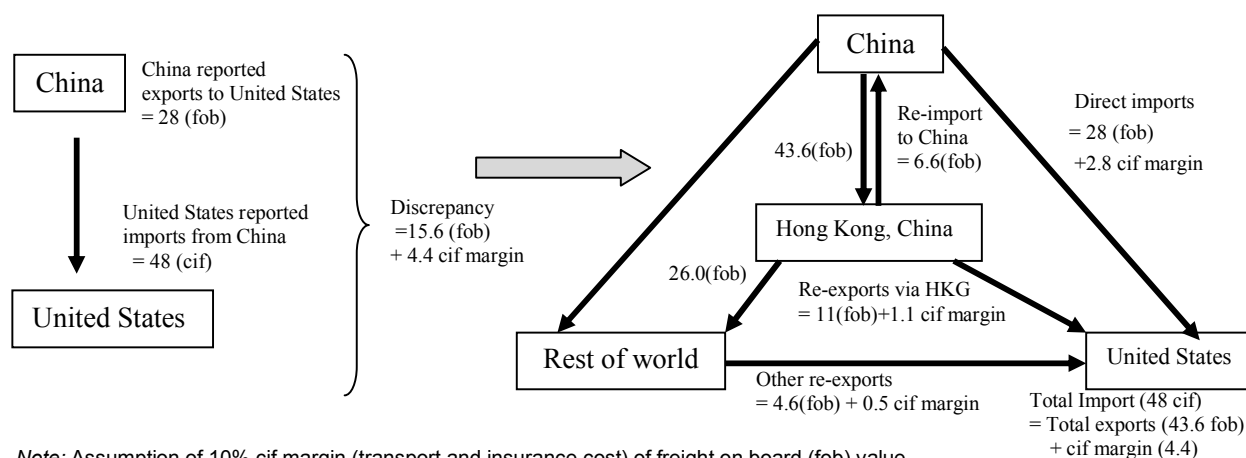 China
China reported
exports to United States
= 28 (fob)
United States reported
imports from China
= 48 (cif)
United States
Discrepancy
=15.6 (fob)
+ 4.4 cif margin
China
43.6(fob)
Re-import
to China
= 6.6(fob)
Direct imports
= 28 (fob)
+2.8 cif margin
Hong Kong, China
26.0(fob)
Re-exports via HKG
= 11(fob)+1.1 cif margin
Rest of world
United States
Other re-exports
= 4.6(fob) + 0.5 cif margin
Total Import (48 cif)
= Total exports (43.6 fob)
+ cif margin (4.4)
Note: Assumption of 10% cif margin (transport and insurance cost) of freight on board (fob) value